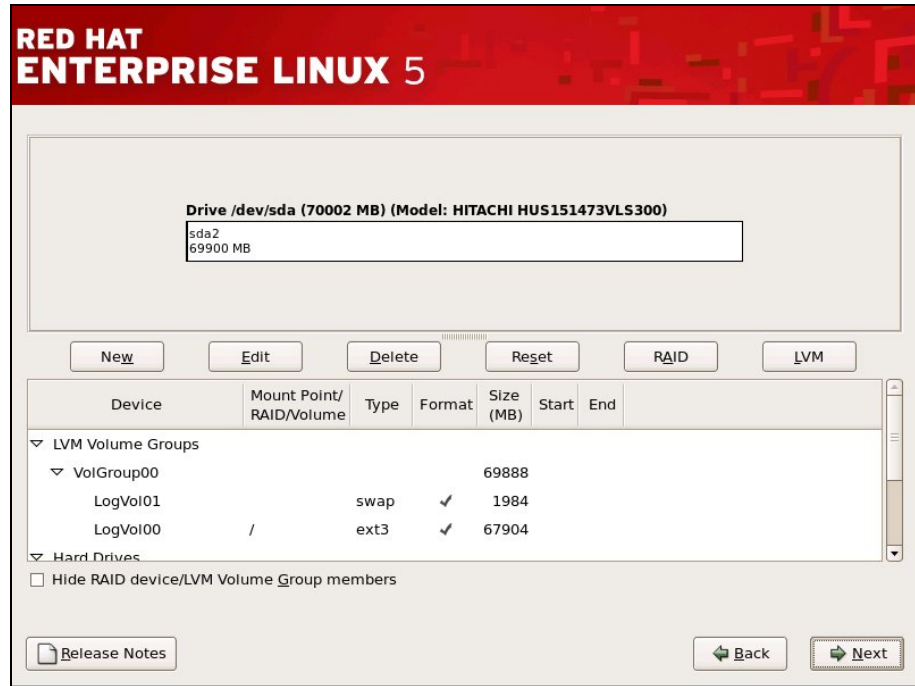 RED HAT
ENTERPRISE LINUX 5
Drive /dev/sda (70002 MB) (Model: HITACHI HUS151473VLS300)
sda2
69900 MB
New Edit Delete Reset RAID LVM
Device Mount Point/ RAID/Volume Type Format Size (MB) Start End
LVM Volume Groups
VolGroup00 69888
LogVol01 swap 1984
LogVol00 / ext3 67904
Hard Drives
Hide RAID device/LVM Volume Group members
Release Notes Back Next